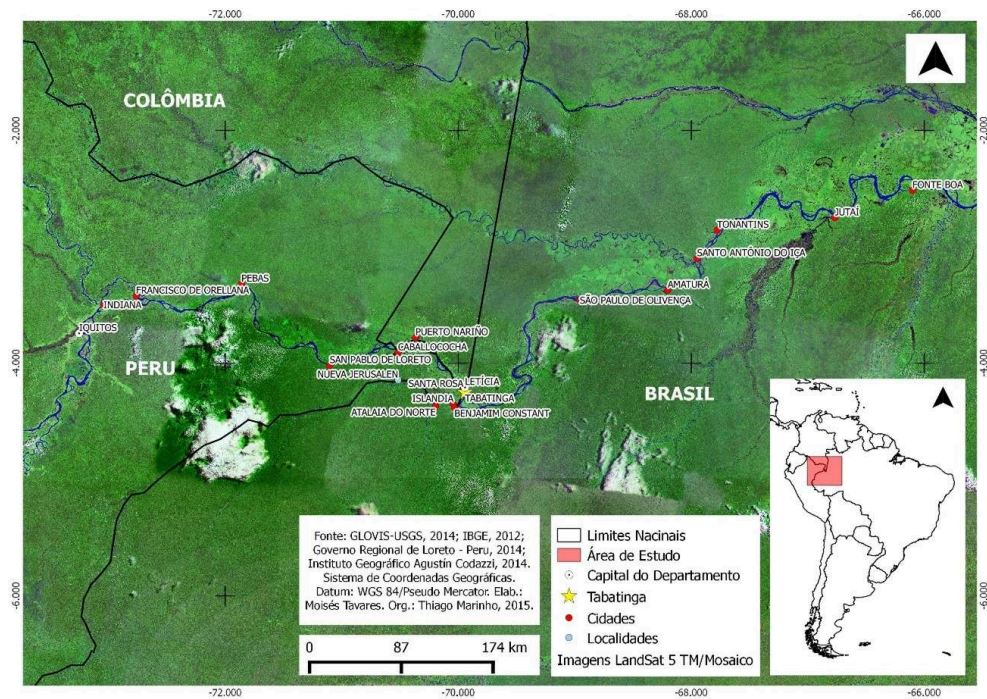 -72.000
-70.000
-68.000
-66.000
COLÔMBIA
-2.000
-2.000
FONTE BOA
JUTAÍ
TONANTINS
SANTO ANTÔNIO DO IÇA
PEBAS
AMATURÁ
FRANCISCO DE ORELLANA
SÃO PAULO DE OLIVENÇA
INDIANA
IQUITOS
PUERTO NARIÑO
CABALLOCOCHA
-4.000
-4.000
SAN PABLO DE LORETO
PERU
NUEVA JERUSALEN
SANTA ROSA
LETÍCIA
BRASIL
ISLANDIA
TABATINGA
ATALAIA DO NORTE
BENJAMIM CONSTANT
Fonte: GLOVIS-USGS, 2014; IBGE, 2012;
Governo Regional de Loreto - Peru, 2014;
Instituto Geográfico Agustín Codazzi, 2014.
Sistema de Coordenadas Geográficas.
Datum: WGS 84/Pseudo Mercator. Elab.:
Moisés Tavares. Org.: Thiago Marinho, 2015.
Limites Nacinais
Área de Estudo
Capital do Departamento
Tabatinga
Cidades
Localidades
Imagens LandSat 5 TM/Mosaico
-6.000
-6.000
0
87
174 km
-72.000
-70.000
-68.000
-66.000